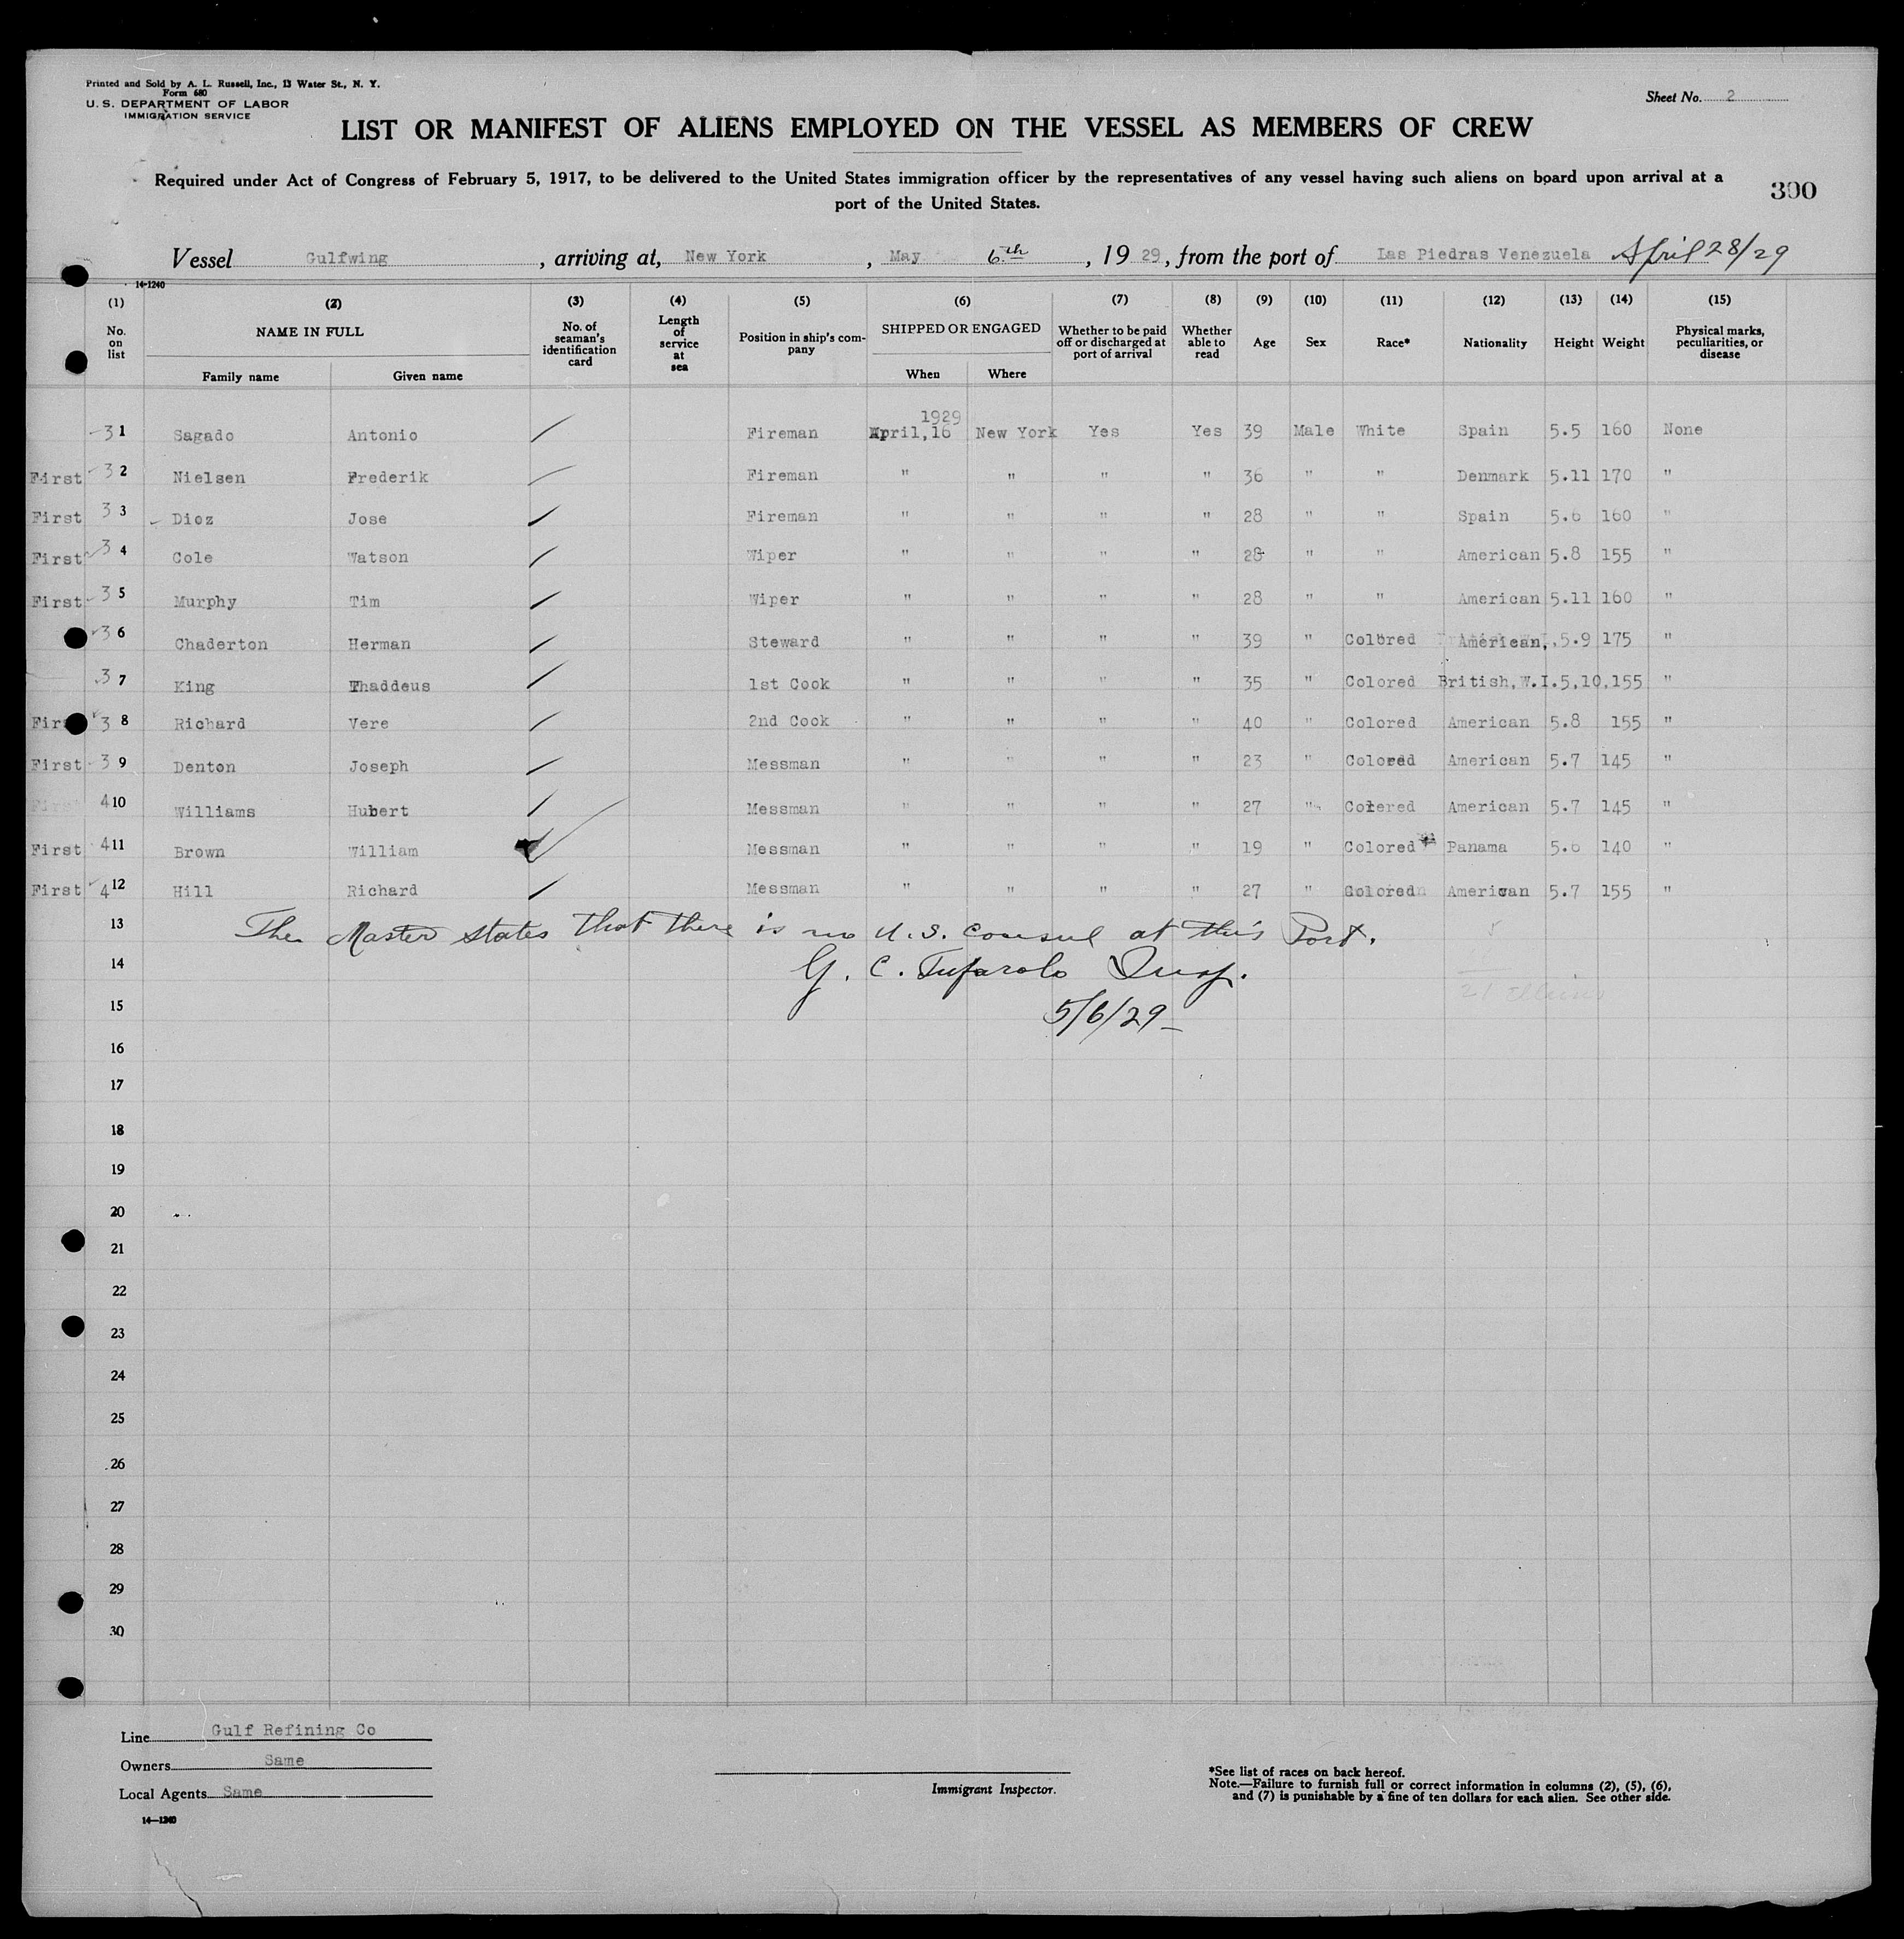 Printed and Sold by A. L. Russell, Inc., 13 Water St., N. Y.
Form 680
U. S. DEPARTMENT OF LABOR
IMMIGRATION SERVICE
Sheet No. 2
LIST OR MANIFEST OF ALIENS EMPLOYED ON THE VESSEL AS MEMBERS OF CREW
Required under Act of Congress of February 5, 1917, to be delivered to the United States immigration officer by the representatives of any vessel having such aliens on board upon arrival at a
port of the United States.
300
Vessel Gulfwing, arriving at, New York, May 6th, 1929, from the port of Las Piedras Venezuela April 28/29
14-1240
(1) (2) (3) (4) (5) (6) (7) (8) (9) (10) (11) (12) (13) (14) (15)
No. on list NAME IN FULL Family name Given name No. of seaman's identification card Length of service at sea Position in ship's company SHIPPED OR ENGAGED When Where Whether to be paid off or discharged at port of arrival Whether able to read Age Sex Race* Nationality Height Weight Physical marks, peculiarities, or disease
1929
31 Sagado Antonio Fireman April,16 New York Yes Yes 39 Male White Spain 5.5 160 None
First 32 Nielsen Frederik Fireman " " " " 36 " " Denmark 5.11 170 "
First 33 Dioz Jose Fireman " " " " 28 " " Spain 5.6 160 "
First 34 Cole Watson Wiper " " " " 28 " " American 5.8 155 "
First 35 Murphy Tim Wiper " " " " 28 " " American 5.11 160 "
36 Chaderton Herman Steward " " " " 39 " Colored American, 5.9 175 "
37 King Thaddeus 1st Cook " " " " 35 " Colored British,W.I. 5,10, 155 "
First 38 Richard Vere 2nd Cook " " " " 40 " Colored American 5.8 155 "
First 39 Denton Joseph Messman " " " " 23 " Colored American 5.7 145 "
First 410 Williams Hubert Messman " " " " 27 " Colered American 5.7 145 "
First 411 Brown William Messman " " " " 19 " Colored Panama 5.6 140 "
First 412 Hill Richard Messman " " " " 27 " Colored American 5.7 155 "
13 The Master states that there is no U.S. Consul at this Port.
14 G. C. Tufarolo Insp.
15 5/6/29
16
17
18
19
20
21
22
23
24
25
26
27
28
29
30
Line Gulf Refining Co
Owners Same
Local Agents Same
14-1240
Immigrant Inspector.
*See list of races on back hereof.
Note.—Failure to furnish full or correct information in columns (2), (5), (6),
and (7) is punishable by a fine of ten dollars for each alien. See other side.